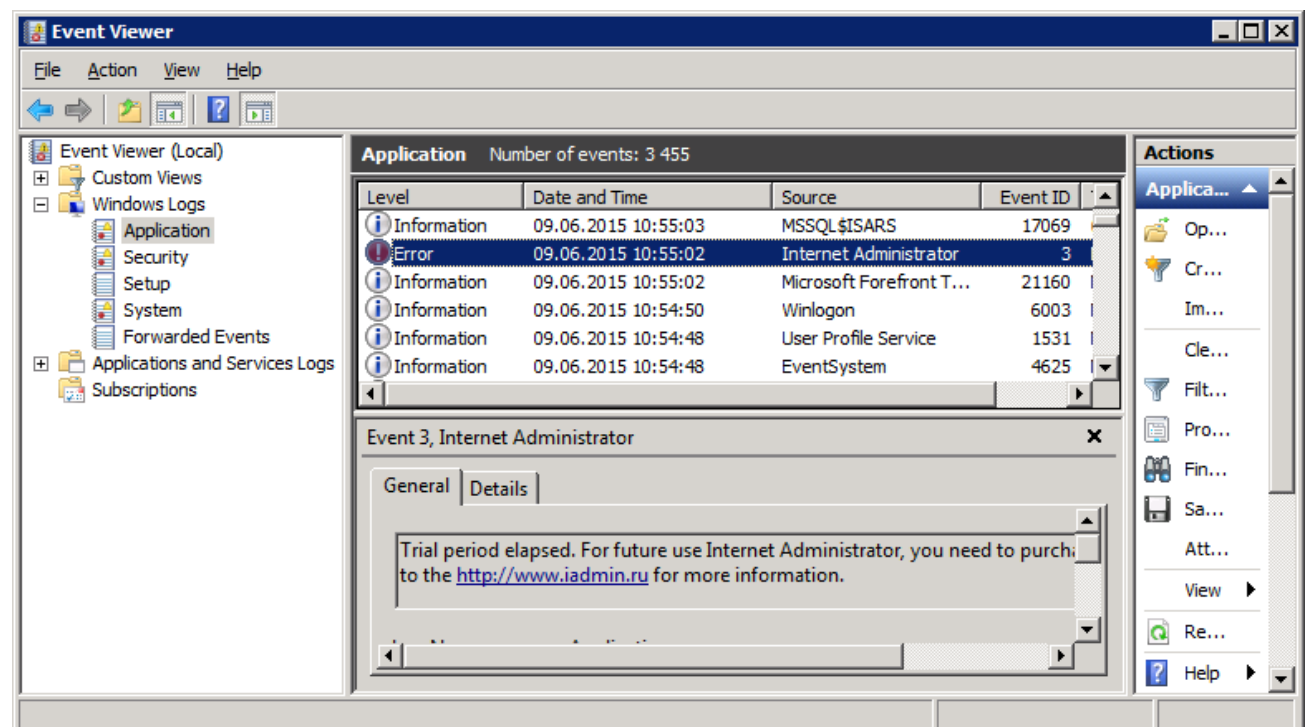 Event Viewer
File Action View Help
Event Viewer (Local)
Custom Views
Windows Logs
Application
Security
Setup
System
Forwarded Events
Applications and Services Logs
Subscriptions
Application Number of events: 3 455
Level Date and Time Source Event ID
Information 09.06.2015 10:55:03 MSSQL$ISARS 17069
Error 09.06.2015 10:55:02 Internet Administrator 3
Information 09.06.2015 10:55:02 Microsoft Forefront T... 21160
Information 09.06.2015 10:54:50 Winlogon 6003
Information 09.06.2015 10:54:48 User Profile Service 1531
Information 09.06.2015 10:54:48 EventSystem 4625
Event 3, Internet Administrator
General Details
Trial period elapsed. For future use Internet Administrator, you need to purcha
to the http://www.iadmin.ru for more information.
Actions
Applica...
Op...
Cr...
Im...
Cle...
Filt...
Pro...
Fin...
Sa...
Att...
View
Re...
Help